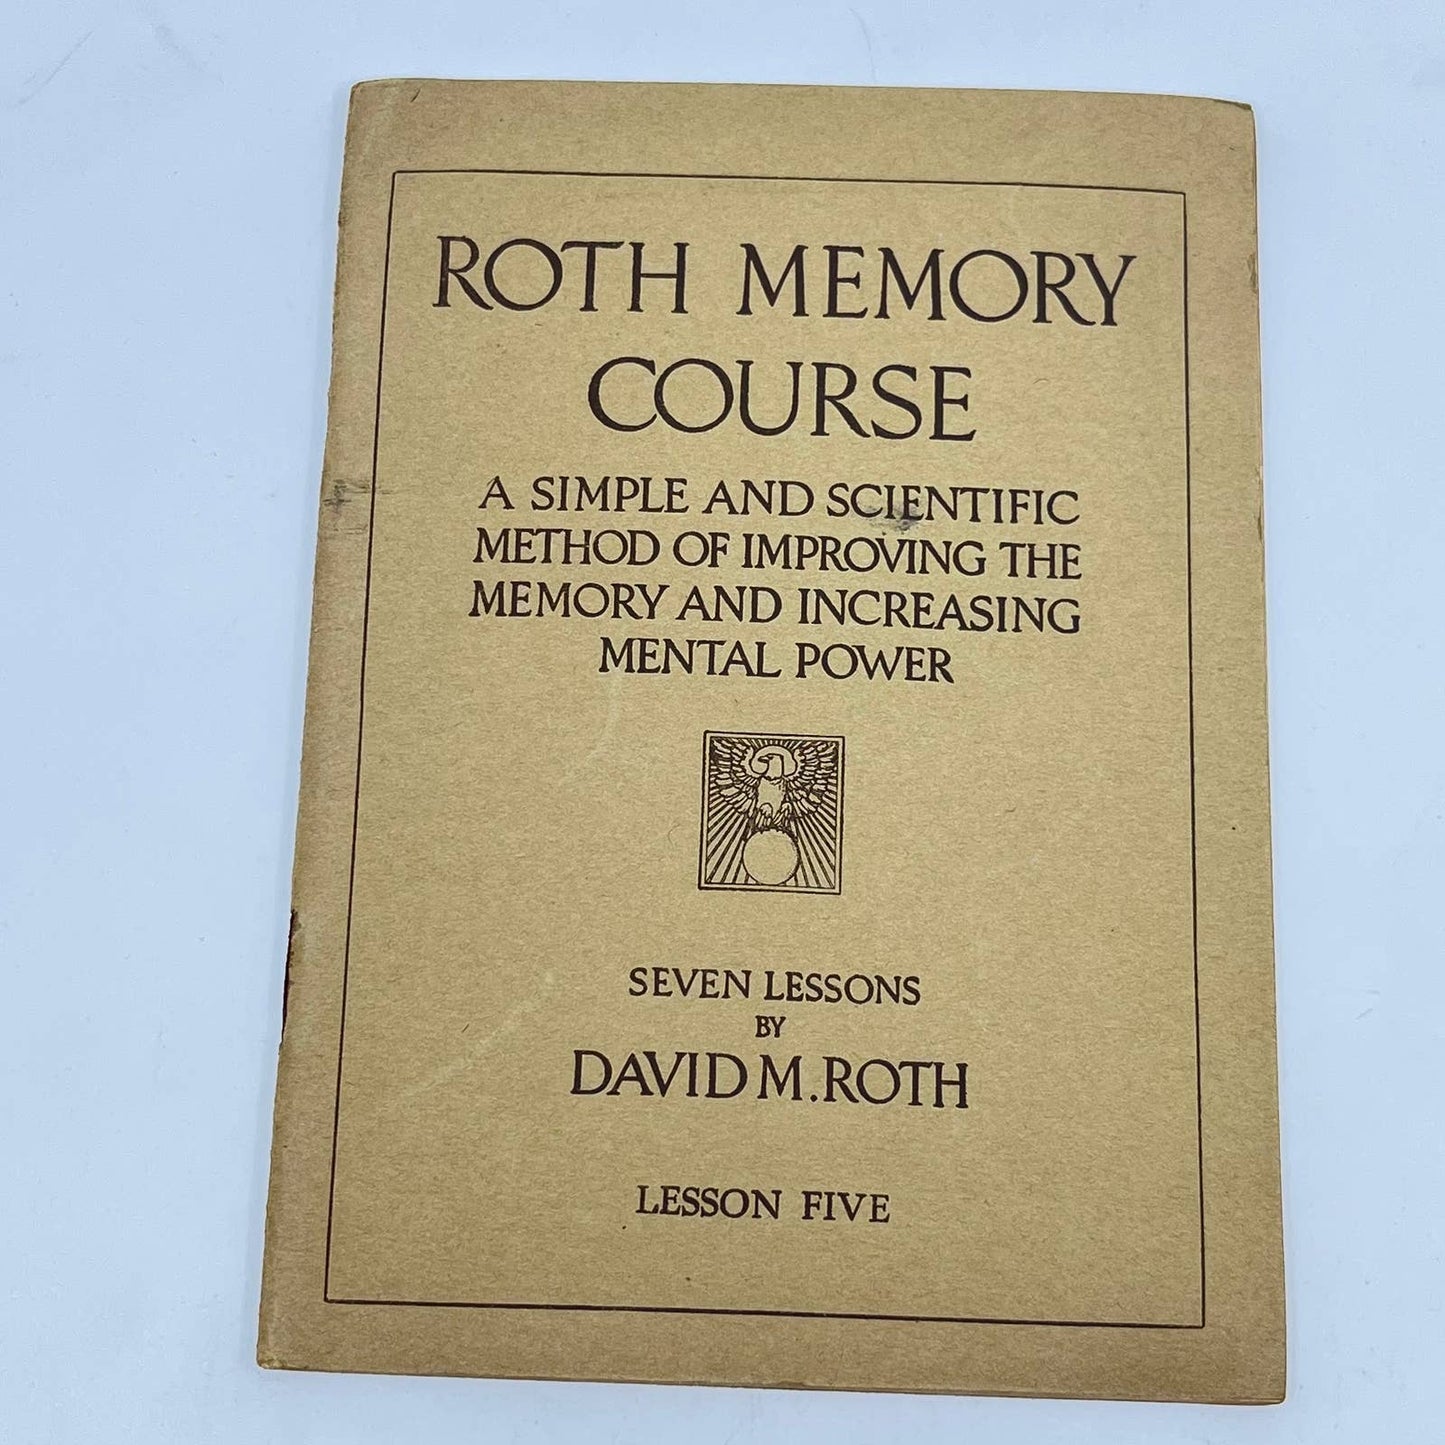 ROTH MEMORY
COURSE
A SIMPLE AND SCIENTIFIC
METHOD OF IMPROVING THE
MEMORY AND INCREASING
MENTAL POWER
SEVEN LESSONS
BY
DAVID M. ROTH
LESSON FIVE